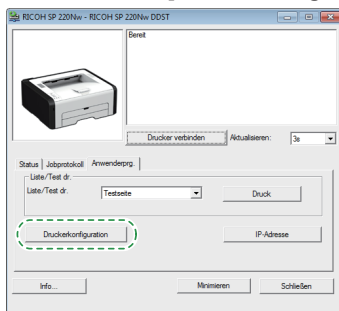 RICOH SP 220Nw - RICOH SP 220Nw DDST
Bereit
Drucker verbinden Aktualisieren: 3s
Status Jobprotokoll Anwenderprg.
Liste/Test dr.
Liste/Test dr. Testseite Druck
Druckerkonfiguration IP-Adresse
Info... Minimieren Schließen